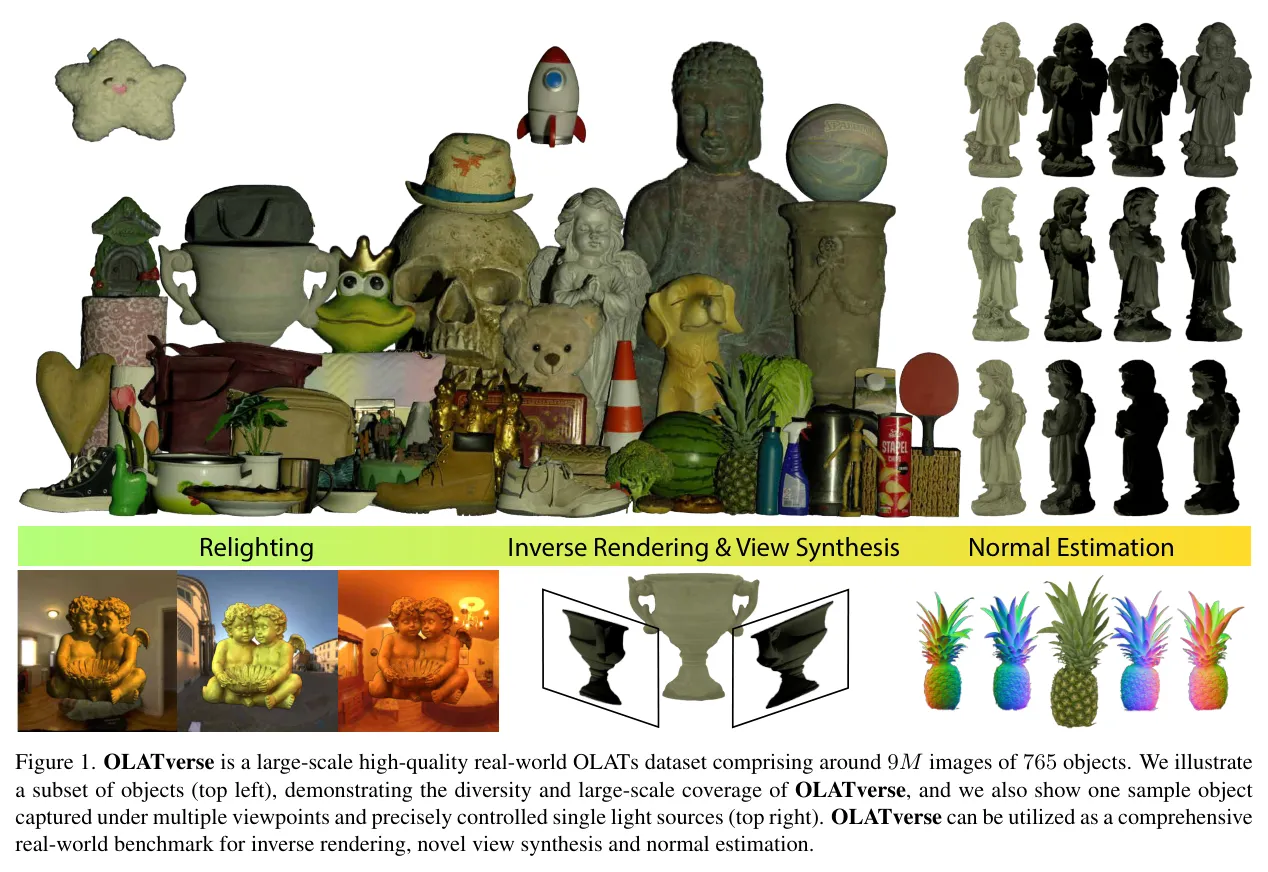 STAPEL
CHIPS
Relighting
Inverse Rendering & View Synthesis
Normal Estimation
Figure 1. OLATverse is a large-scale high-quality real-world OLATs dataset comprising around 9M images of 765 objects. We illustrate
a subset of objects (top left), demonstrating the diversity and large-scale coverage of OLATverse, and we also show one sample object
captured under multiple viewpoints and precisely controlled single light sources (top right). OLATverse can be utilized as a comprehensive
real-world benchmark for inverse rendering, novel view synthesis and normal estimation.